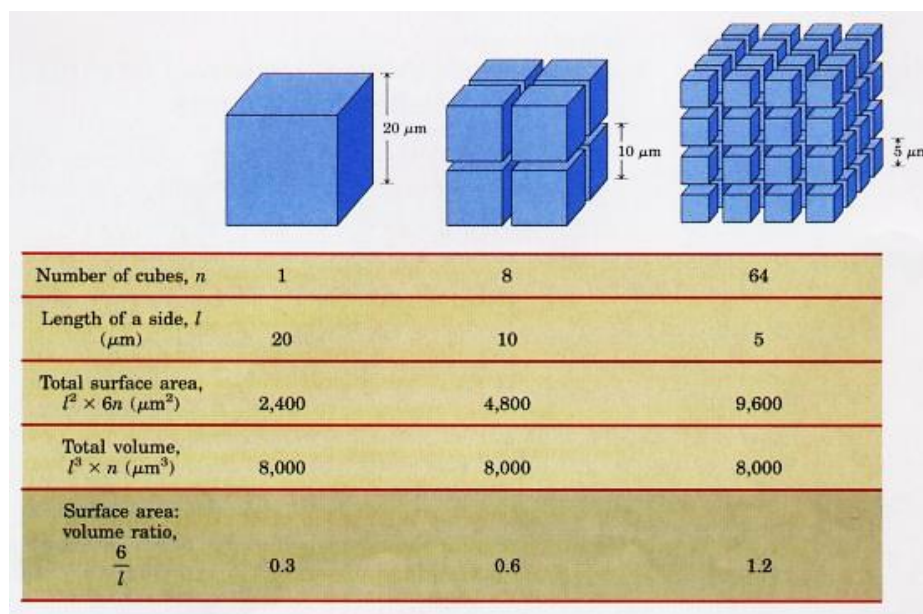 20 μm
10 μm
5 μm
Number of cubes, n 1 8 64
Length of a side, l
(μm) 20 10 5
Total surface area,
l² × 6n (μm²) 2,400 4,800 9,600
Total volume,
l³ × n (μm³) 8,000 8,000 8,000
Surface area:
volume ratio,
6
l 0.3 0.6 1.2